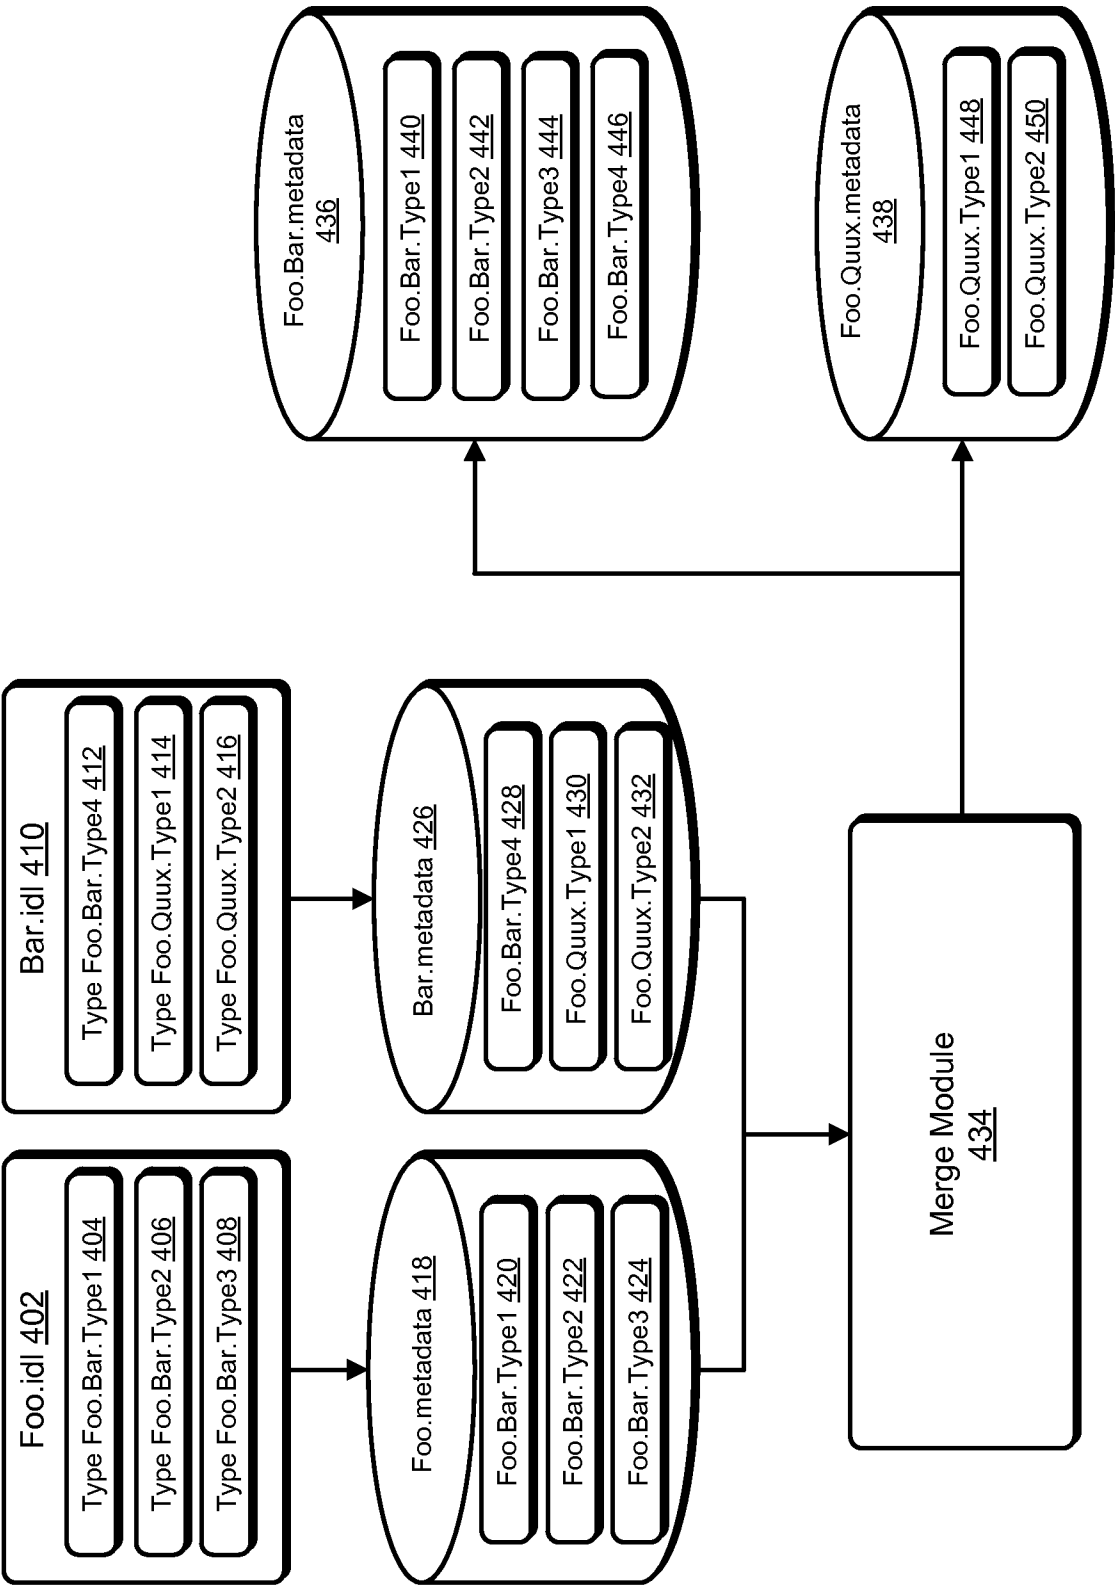 Foo.idl 402
Type Foo.Bar.Type1 404
Type Foo.Bar.Type2 406
Type Foo.Bar.Type3 408
Bar.idl 410
Type Foo.Bar.Type4 412
Type Foo.Quux.Type1 414
Type Foo.Quux.Type2 416
Foo.metadata 418
Foo.Bar.Type1 420
Foo.Bar.Type2 422
Foo.Bar.Type3 424
Bar.metadata 426
Foo.Bar.Type4 428
Foo.Quux.Type1 430
Foo.Quux.Type2 432
Merge Module
434
Foo.Bar.metadata
436
Foo.Bar.Type1 440
Foo.Bar.Type2 442
Foo.Bar.Type3 444
Foo.Bar.Type4 446
Foo.Quux.metadata
438
Foo.Quux.Type1 448
Foo.Quux.Type2 450